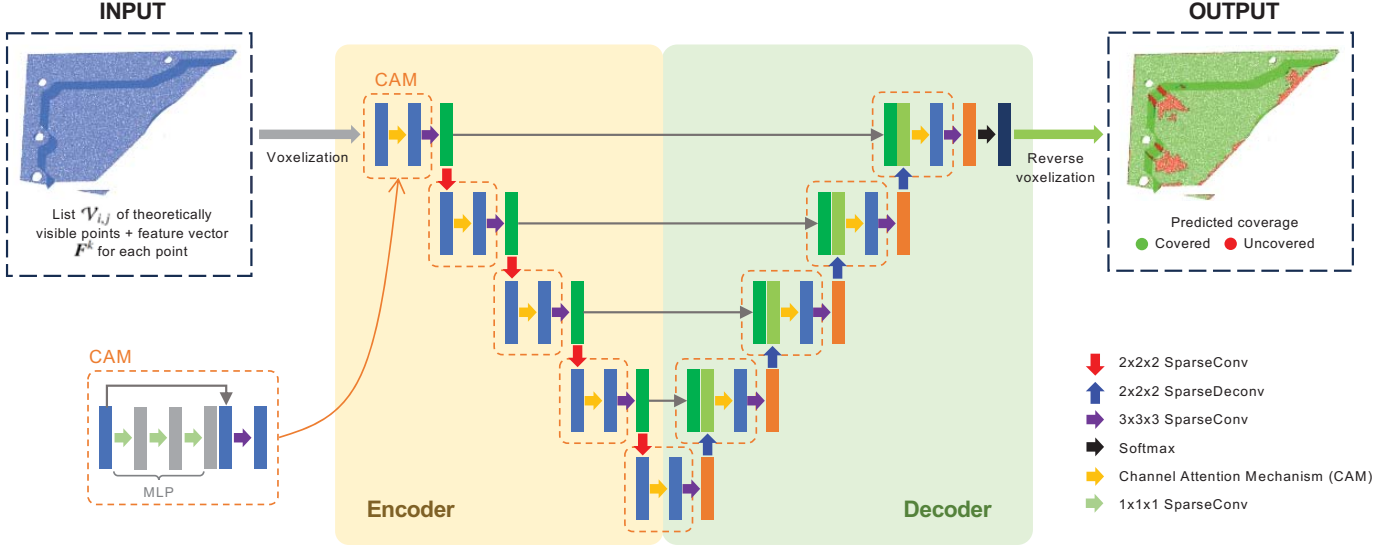 INPUT
OUTPUT
CAM
Voxelization
Reverse
voxelization
List 𝒱i,j of theoretically
visible points + feature vector
Fᵏ for each point
Predicted coverage
Covered
Uncovered
CAM
MLP
Encoder
Decoder
2x2x2 SparseConv
2x2x2 SparseDeconv
3x3x3 SparseConv
Softmax
Channel Attention Mechanism (CAM)
1x1x1 SparseConv